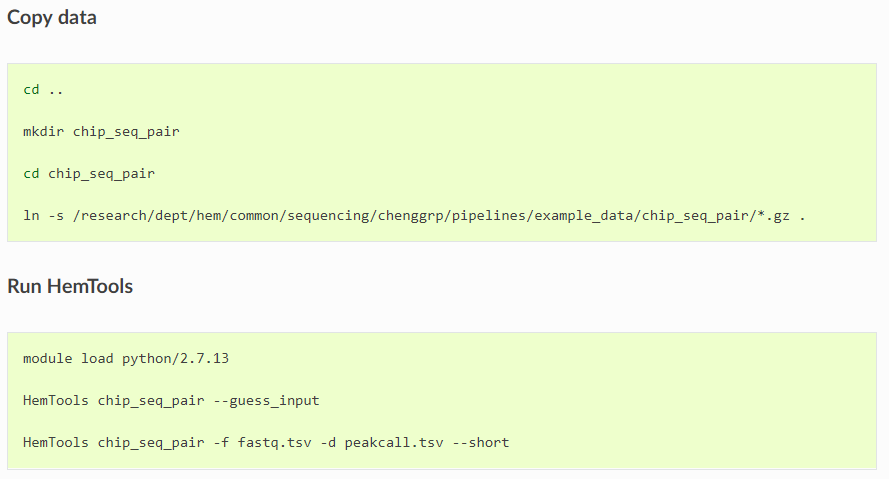 Copy data
cd ..
mkdir chip_seq_pair
cd chip_seq_pair
ln -s /research/dept/hem/common/sequencing/chenggrp/pipelines/example_data/chip_seq_pair/*.gz .
Run HemTools
module load python/2.7.13
HemTools chip_seq_pair --guess_input
HemTools chip_seq_pair -f fastq.tsv -d peakcall.tsv --short